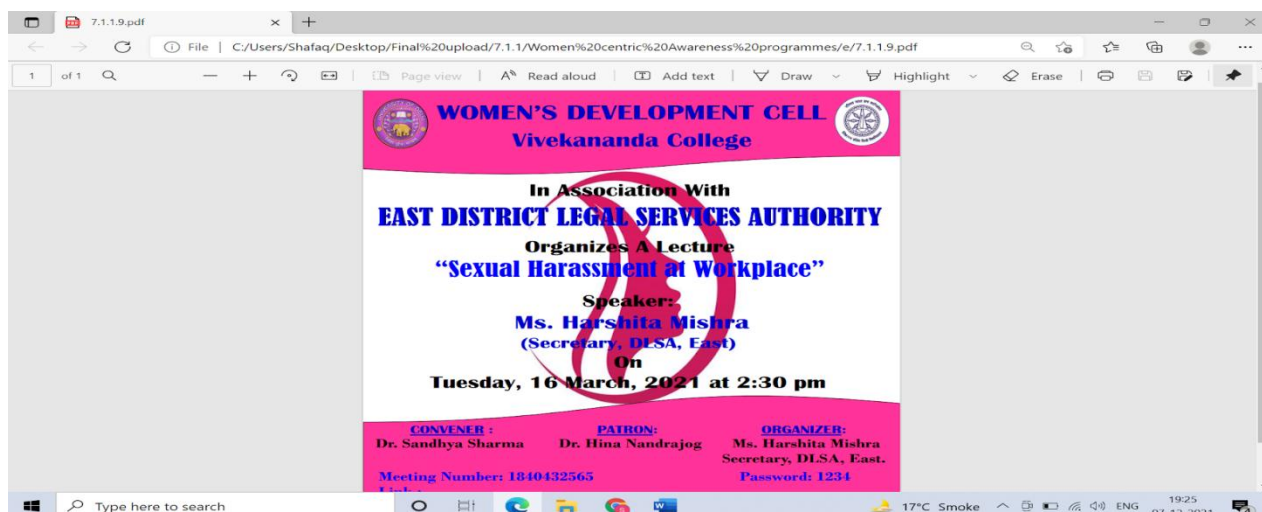 7.1.1.9.pdf
File | C:/Users/Shafaq/Desktop/Final%20upload/7.1.1/Women%20centric%20Awareness%20programmes/e/7.1.1.9.pdf
1 of 1 Page view Read aloud Add text Draw Highlight Erase
WOMEN'S DEVELOPMENT CELL
Vivekananda College
In Association With
EAST DISTRICT LEGAL SERVICES AUTHORITY
Organizes A Lecture
“Sexual Harassment at Workplace”
Speaker:
Ms. Harshita Mishra
(Secretary, DLSA, East)
On
Tuesday, 16 March, 2021 at 2:30 pm
CONVENER : PATRON: ORGANIZER:
Dr. Sandhya Sharma Dr. Hina Nandrajog Ms. Harshita Mishra
Secretary, DLSA, East.
Meeting Number: 1840432565 Password: 1234
Type here to search 17°C Smoke ENG 19:25